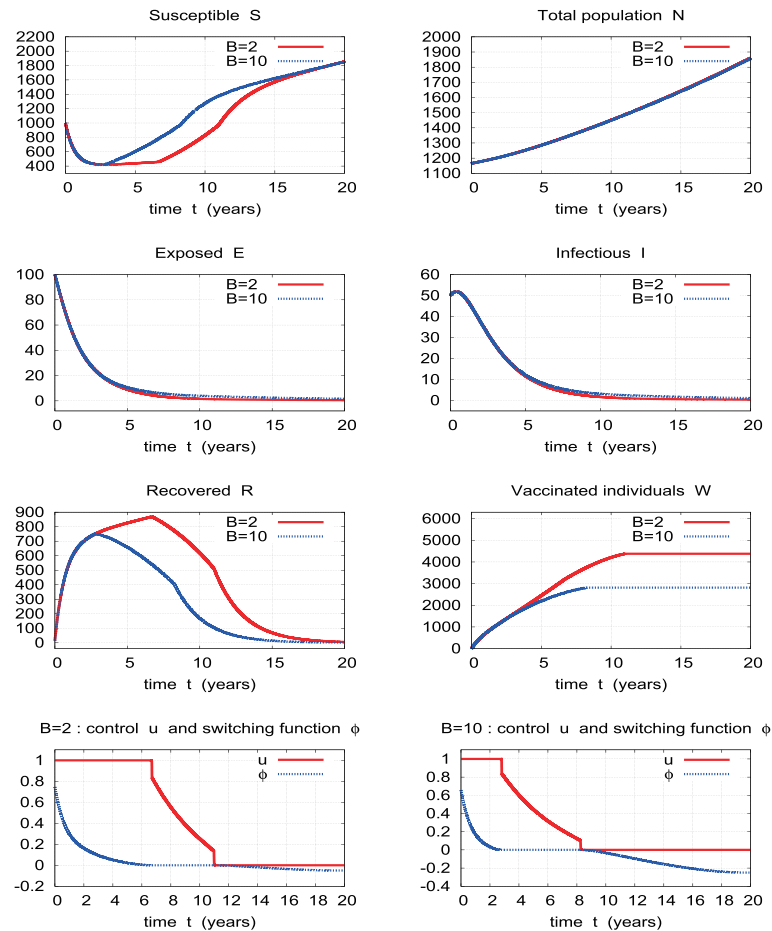 Susceptible S
2200
2000
1800
1600
1400
1200
1000
800
600
400
B=2
B=10
0 5 10 15 20
time t (years)
Total population N
2000
1900
1800
1700
1600
1500
1400
1300
1200
1100
B=2
B=10
0 5 10 15 20
time t (years)
Exposed E
100
80
60
40
20
0
B=2
B=10
0 5 10 15 20
time t (years)
Infectious I
60
50
40
30
20
10
0
B=2
B=10
0 5 10 15 20
time t (years)
Recovered R
900
800
700
600
500
400
300
200
100
0
B=2
B=10
0 5 10 15 20
time t (years)
Vaccinated individuals W
6000
5000
4000
3000
2000
1000
0
B=2
B=10
0 5 10 15 20
time t (years)
B=2 : control u and switching function ϕ
1
0.8
0.6
0.4
0.2
0
-0.2
u
ϕ
0 2 4 6 8 10 12 14 16 18 20
time t (years)
B=10 : control u and switching function ϕ
1
0.8
0.6
0.4
0.2
0
-0.2
-0.4
u
ϕ
0 2 4 6 8 10 12 14 16 18 20
time t (years)